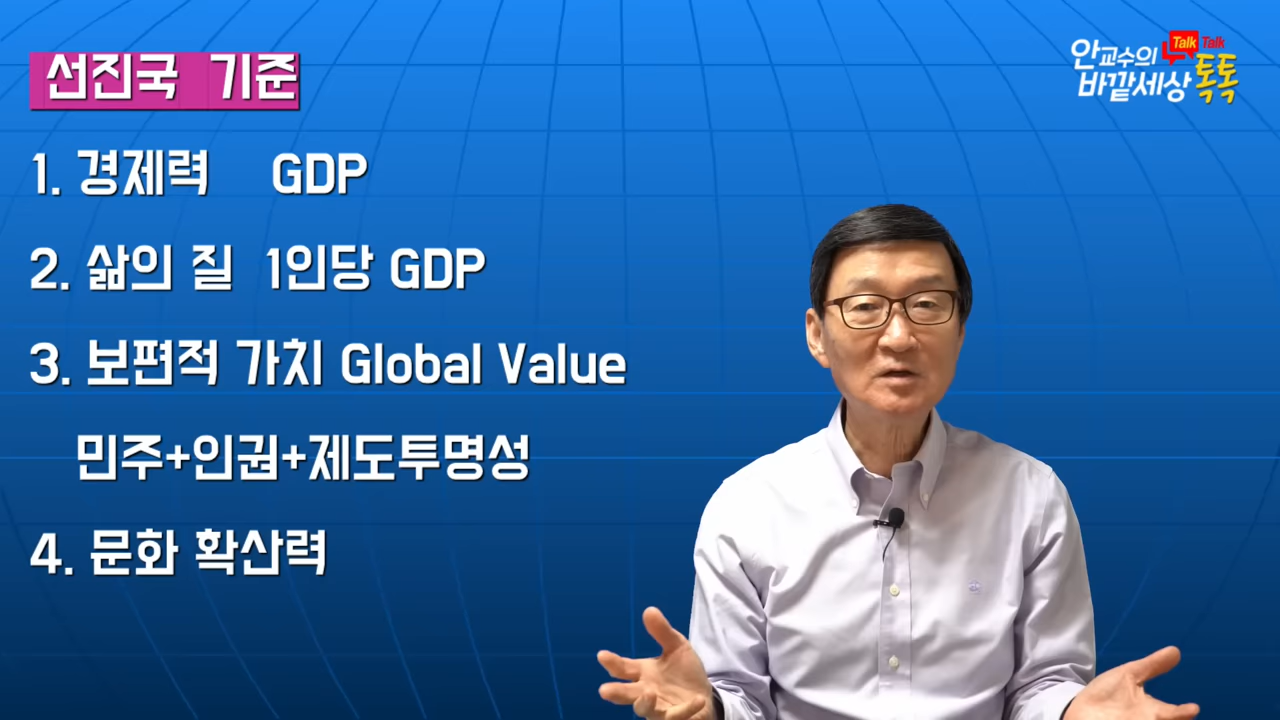 선진국 기준
1. 경제력 GDP
2. 삶의 질 1인당 GDP
3. 보편적 가치 Global Value
민주+인권+제도투명성
4. 문화 확산력
안교수의 Talk Talk
바깥세상 톡톡